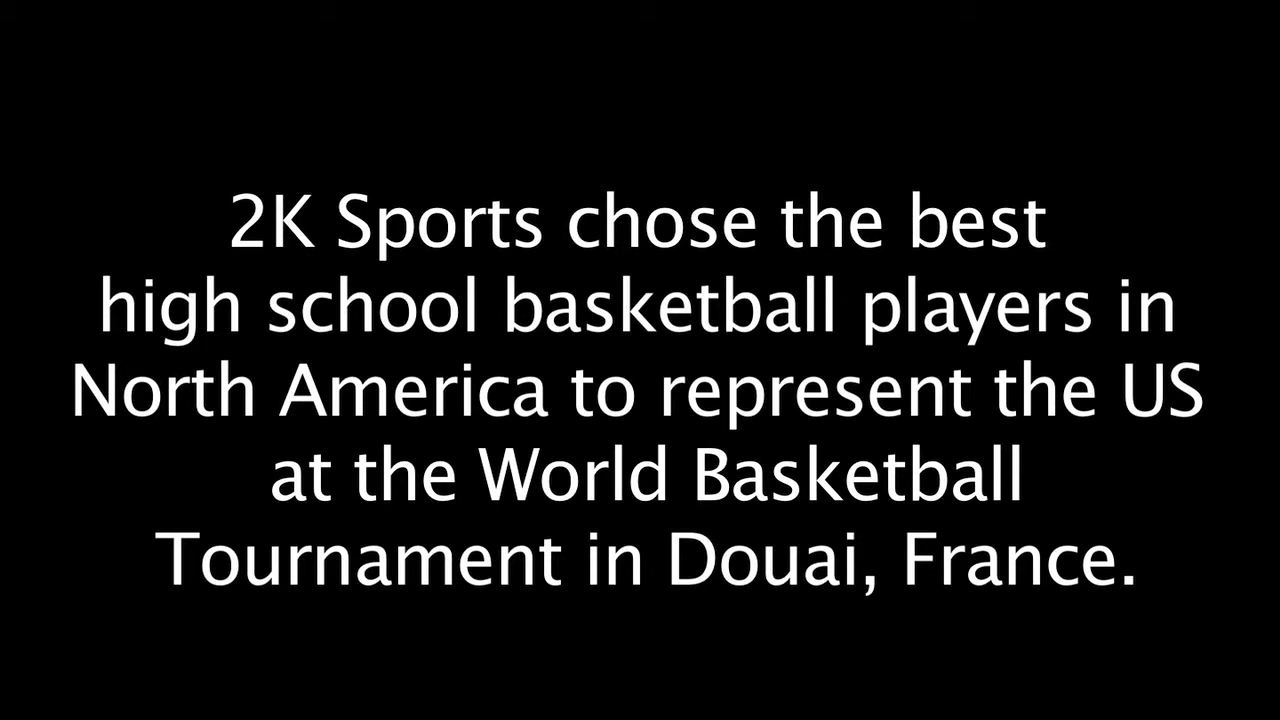 2K Sports chose the best
high school basketball players in
North America to represent the US
at the World Basketball
Tournament in Douai, France.